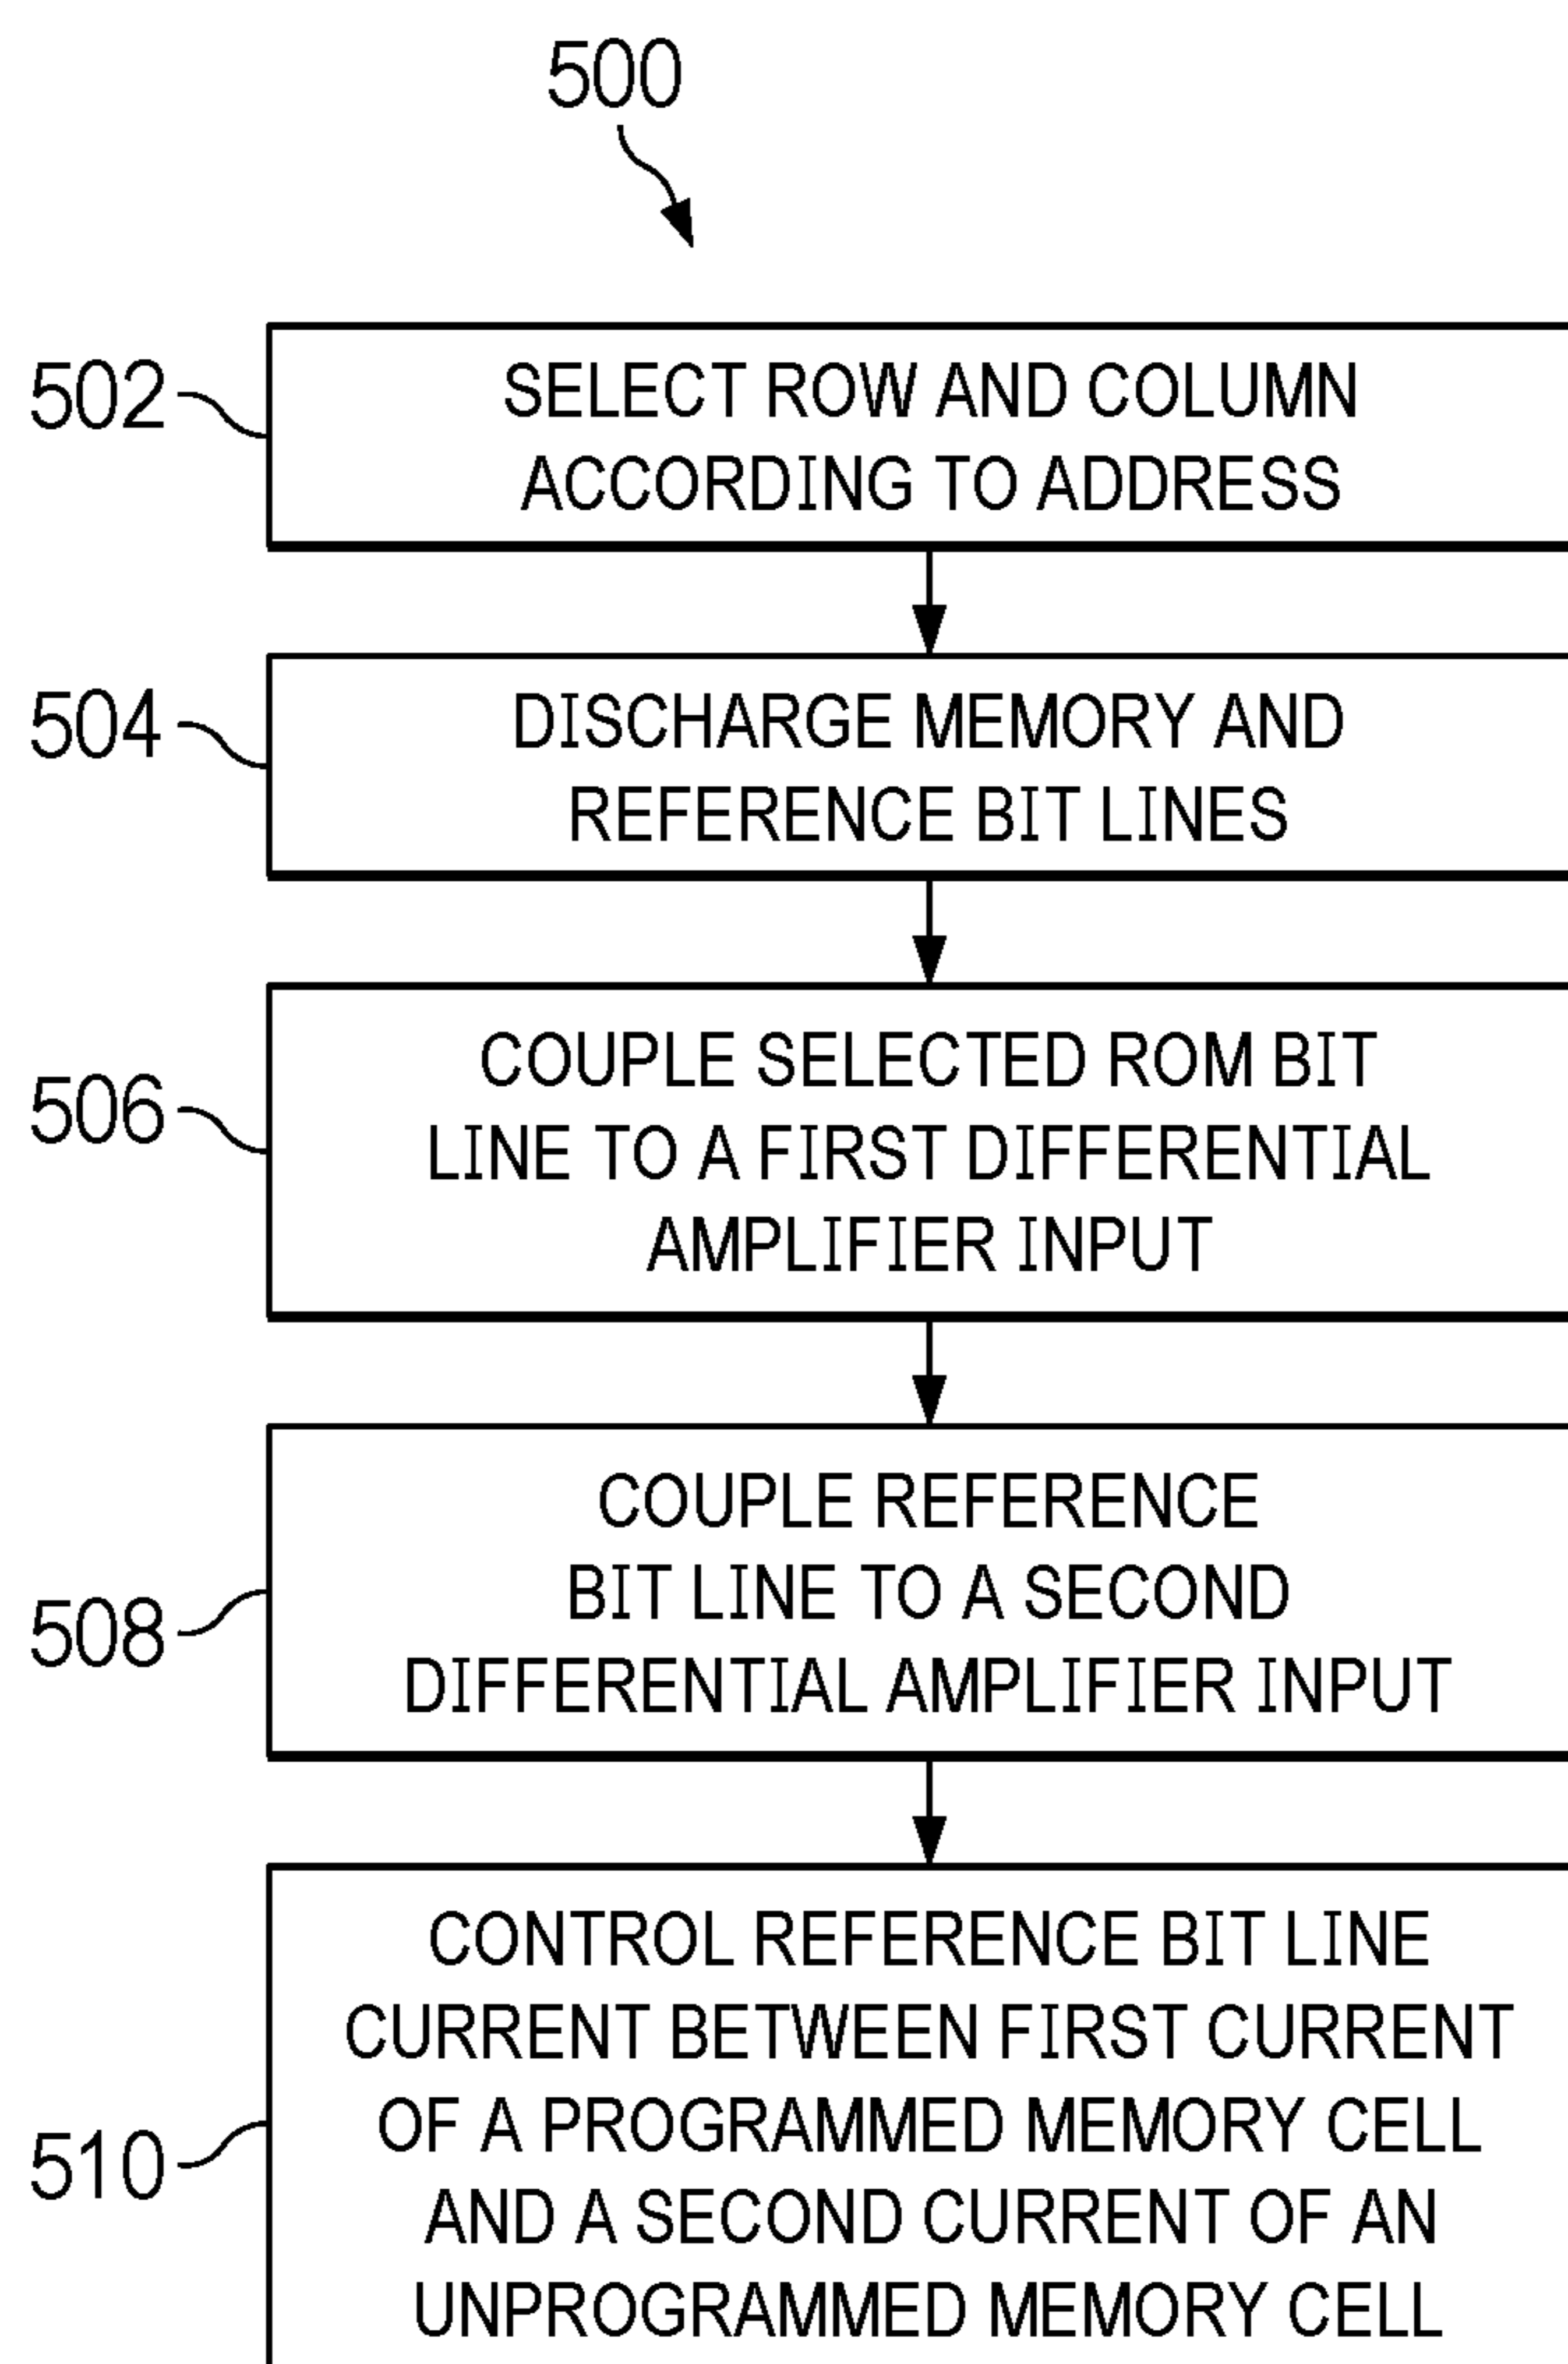 500
502
SELECT ROW AND COLUMN
ACCORDING TO ADDRESS
504
DISCHARGE MEMORY AND
REFERENCE BIT LINES
506
COUPLE SELECTED ROM BIT
LINE TO A FIRST DIFFERENTIAL
AMPLIFIER INPUT
508
COUPLE REFERENCE
BIT LINE TO A SECOND
DIFFERENTIAL AMPLIFIER INPUT
510
CONTROL REFERENCE BIT LINE
CURRENT BETWEEN FIRST CURRENT
OF A PROGRAMMED MEMORY CELL
AND A SECOND CURRENT OF AN
UNPROGRAMMED MEMORY CELL